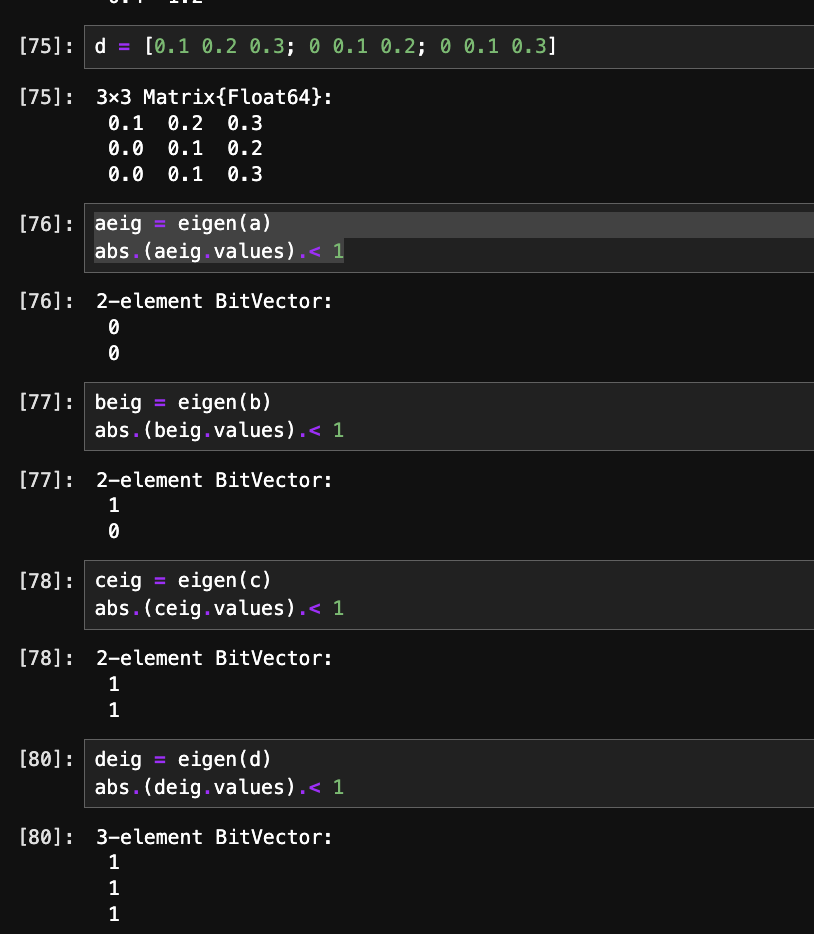 [75]: d = [0.1 0.2 0.3; 0 0.1 0.2; 0 0.1 0.3]
[75]: 3×3 Matrix{Float64}:
0.1 0.2 0.3
0.0 0.1 0.2
0.0 0.1 0.3
[76]: aeig = eigen(a)
abs.(aeig.values).< 1
[76]: 2-element BitVector:
0
0
[77]: beig = eigen(b)
abs.(beig.values).< 1
[77]: 2-element BitVector:
1
0
[78]: ceig = eigen(c)
abs.(ceig.values).< 1
[78]: 2-element BitVector:
1
1
[80]: deig = eigen(d)
abs.(deig.values).< 1
[80]: 3-element BitVector:
1
1
1